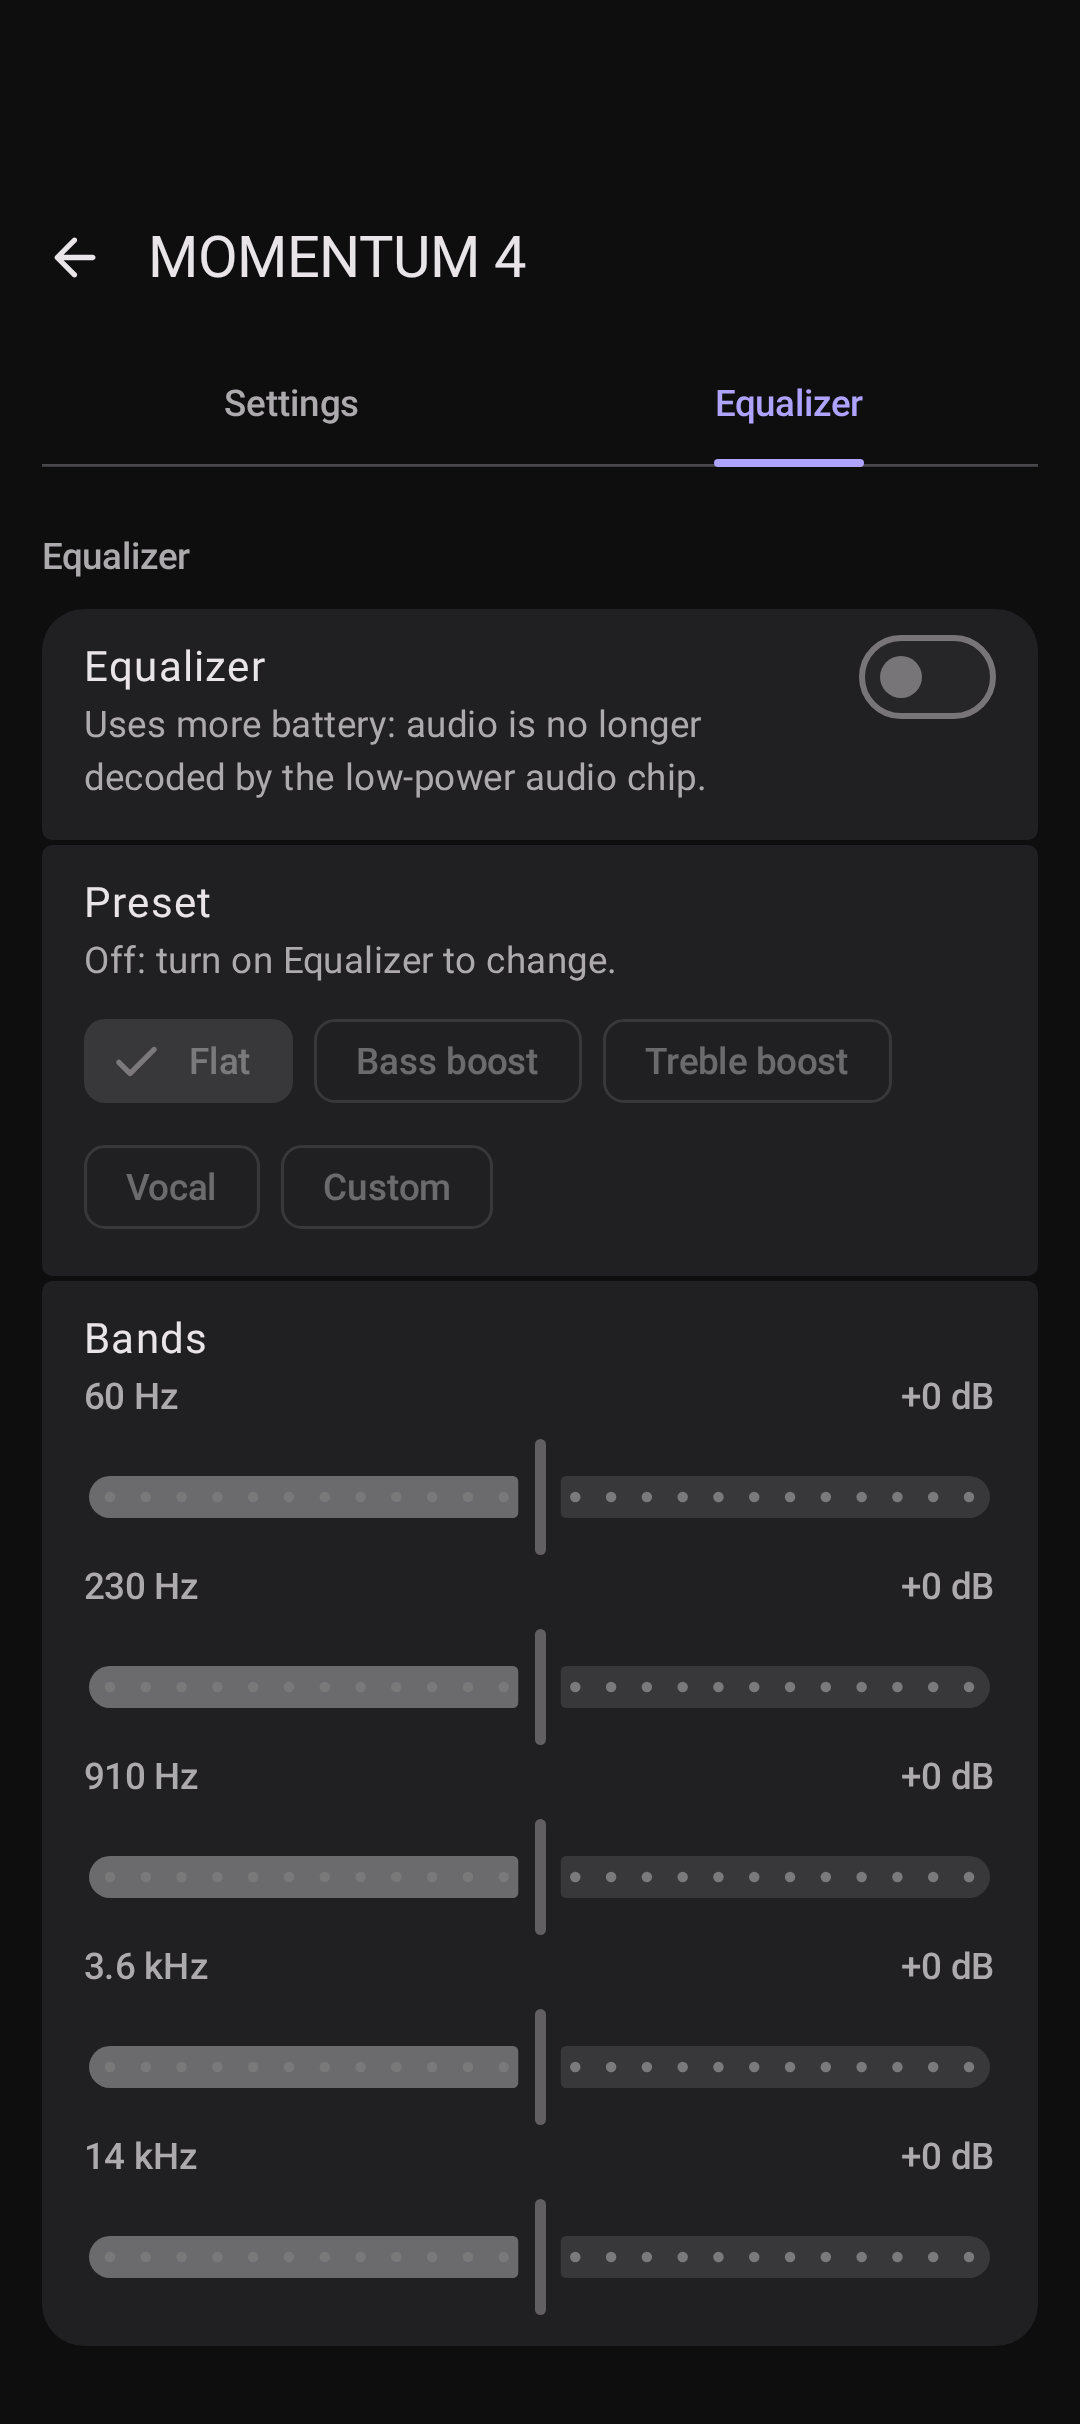 MOMENTUM 4
Settings
Equalizer
Equalizer
Equalizer
Uses more battery: audio is no longer
decoded by the low-power audio chip.
Preset
Off: turn on Equalizer to change.
Flat
Bass boost
Treble boost
Vocal
Custom
Bands
60 Hz
+0 dB
230 Hz
+0 dB
910 Hz
+0 dB
3.6 kHz
+0 dB
14 kHz
+0 dB